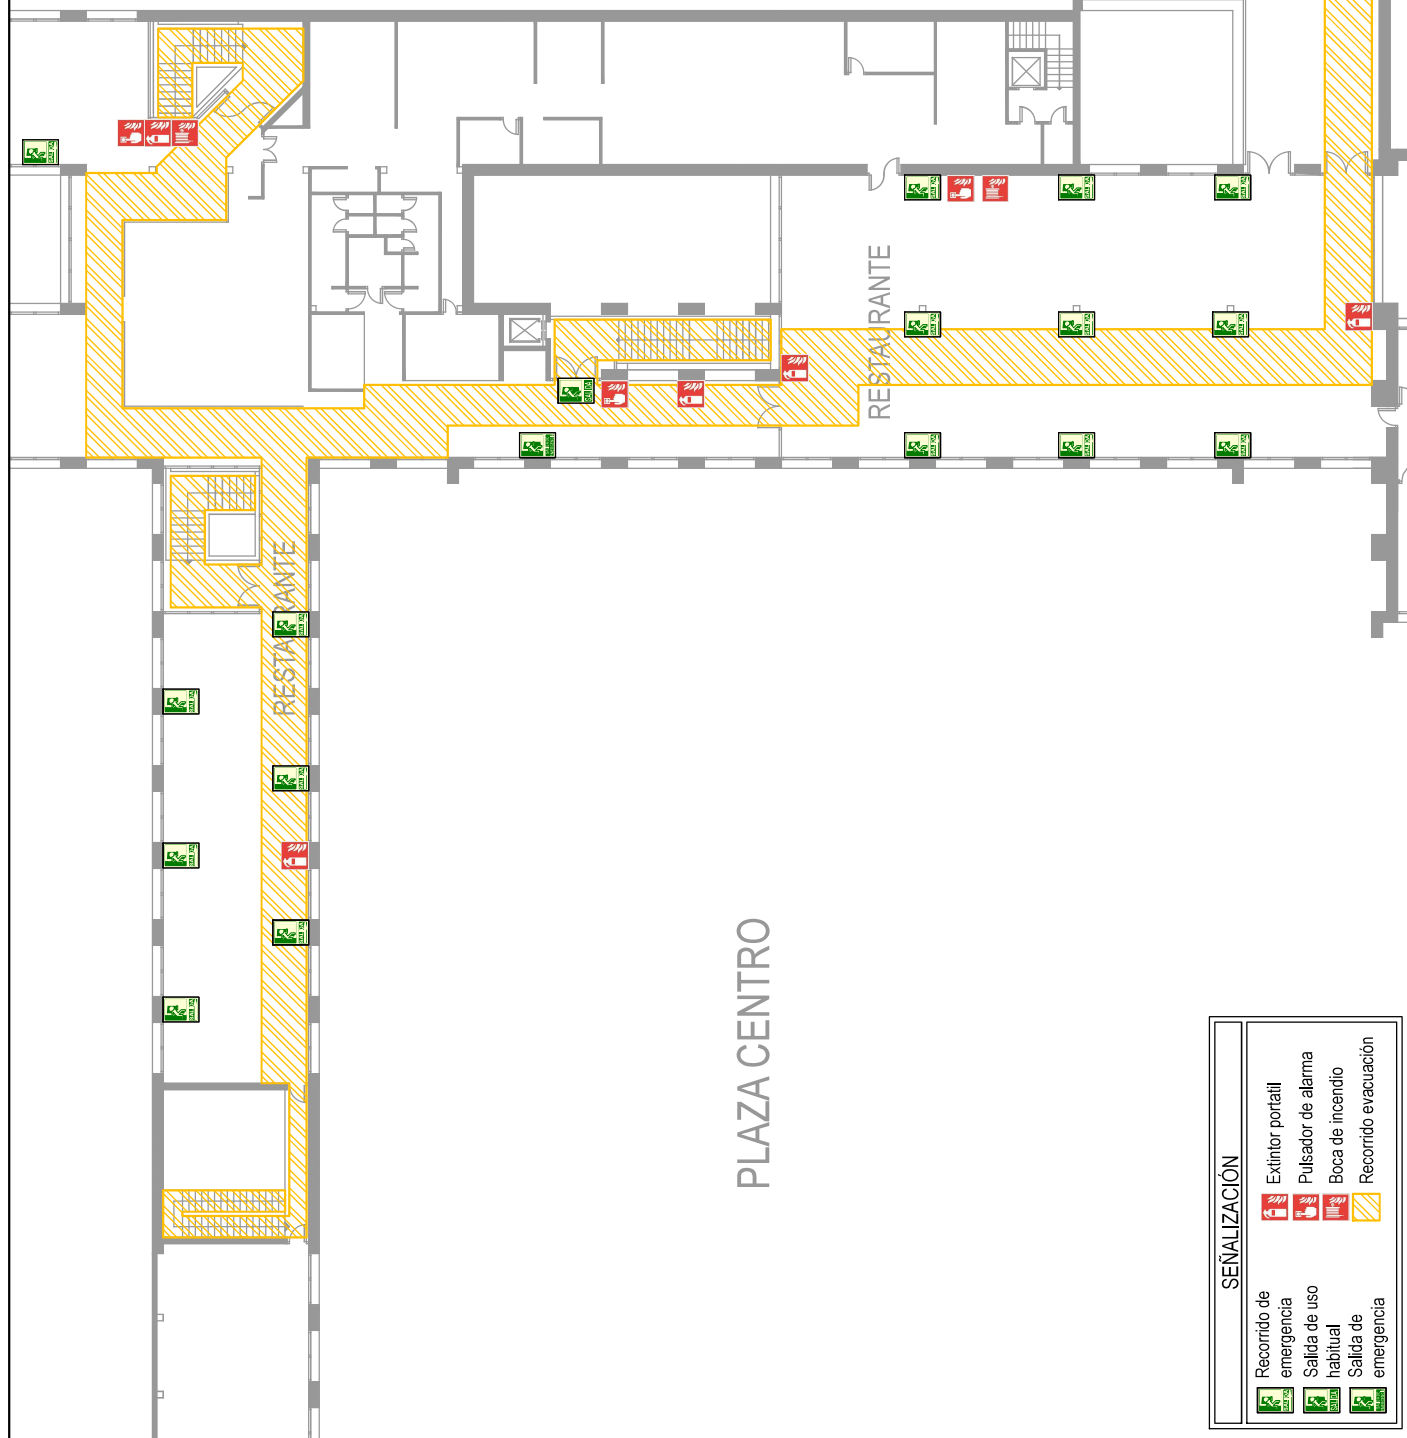 RESTAURANTE
RESTAURANTE
PLAZA CENTRO
SEÑALIZACIÓN
Recorrido de
emergencia
Salida de uso
habitual
Salida de
emergencia
Extintor portatil
Pulsador de alarma
Boca de incendio
Recorrido evacuación